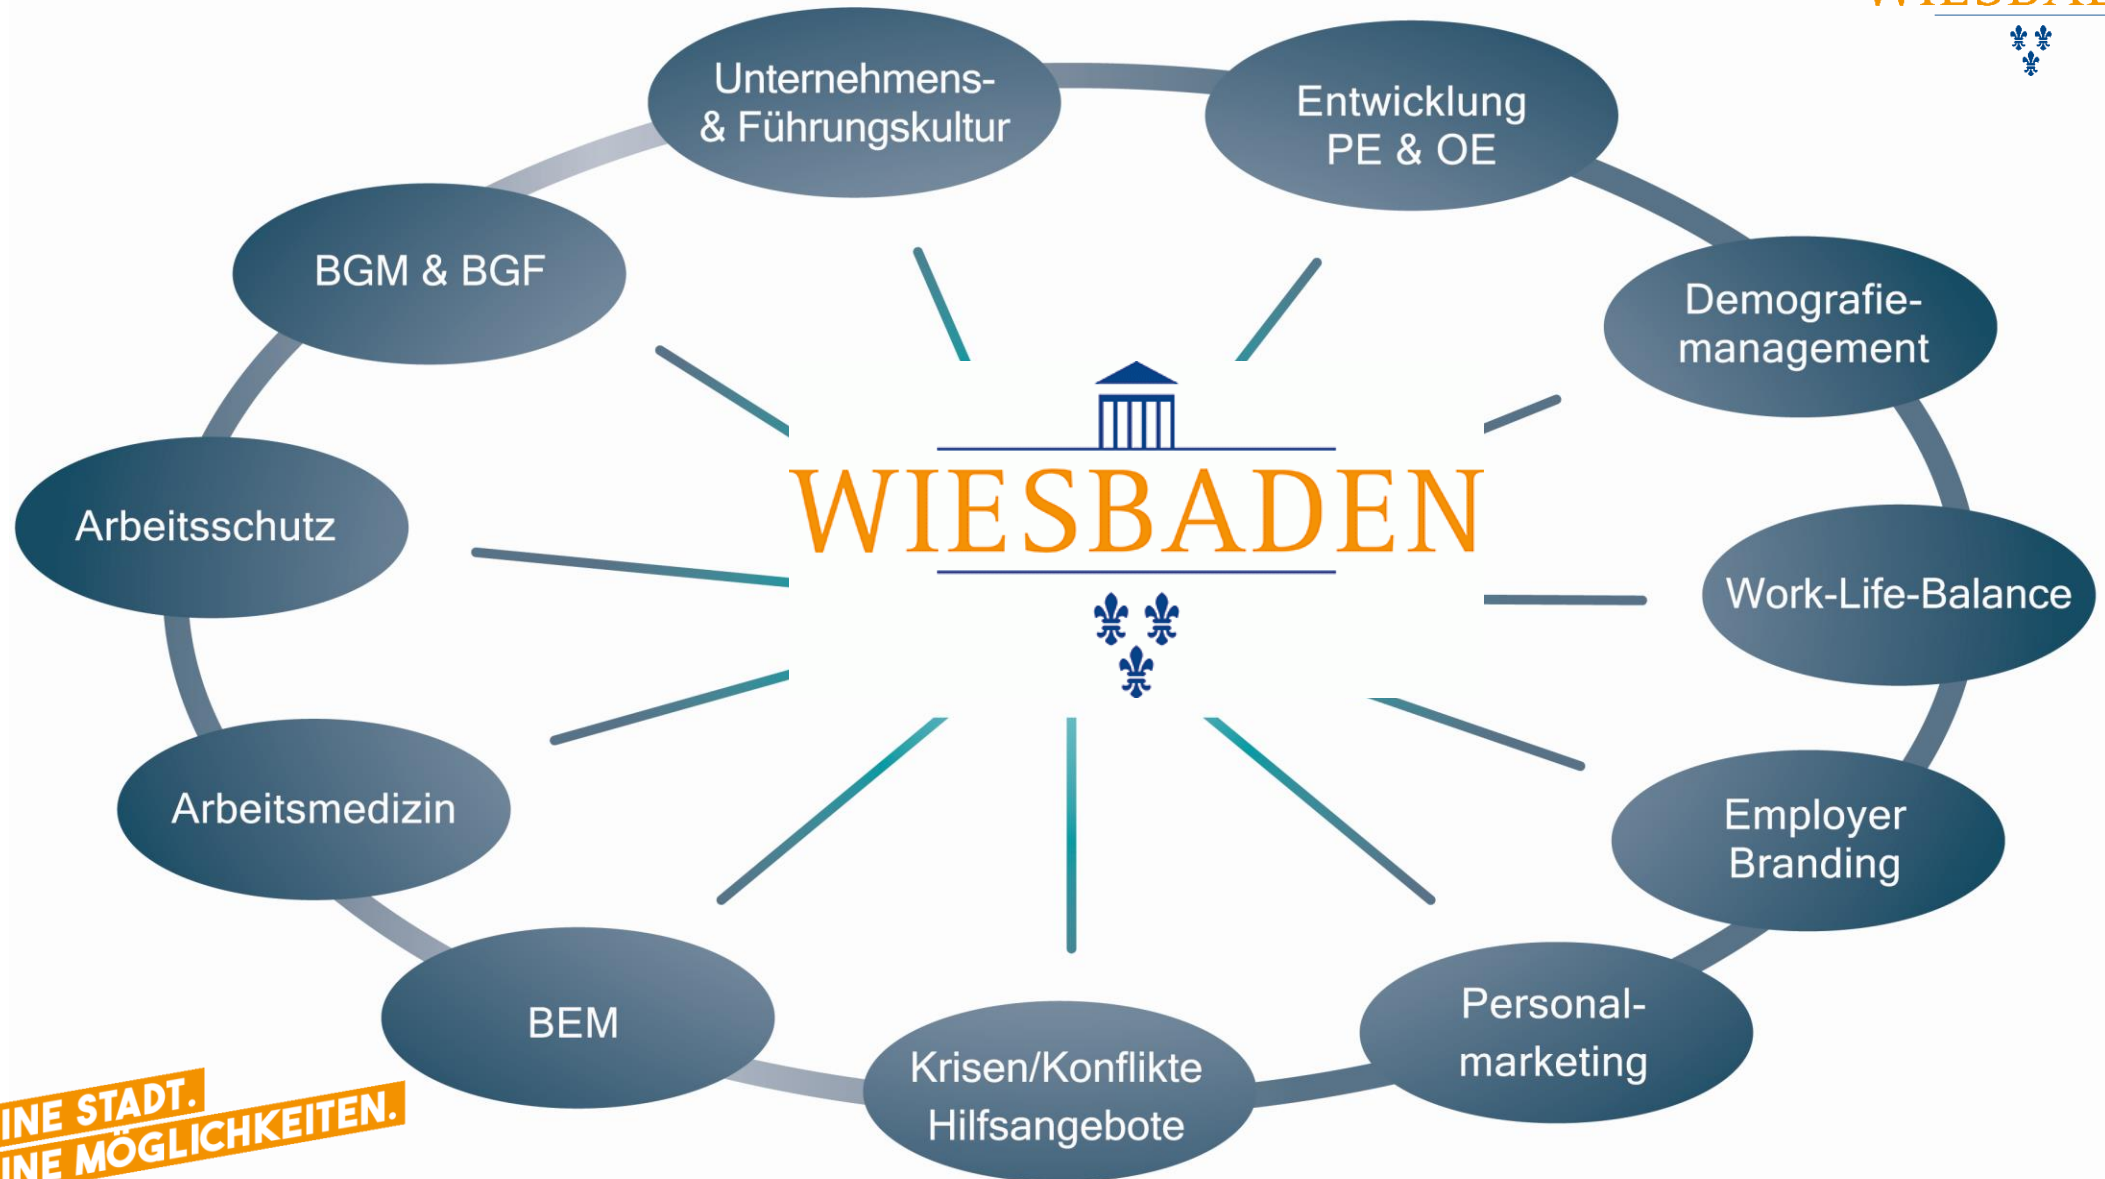 Unternehmens-
& Führungskultur
Entwicklung
PE & OE
Demografie-
management
Work-Life-Balance
Employer
Branding
Personal-
marketing
Krisen/Konflikte
Hilfsangebote
BEM
Arbeitsmedizin
Arbeitsschutz
BGM & BGF
WIESBADEN
INE STADT.
INE MÖGLICHKEITEN.